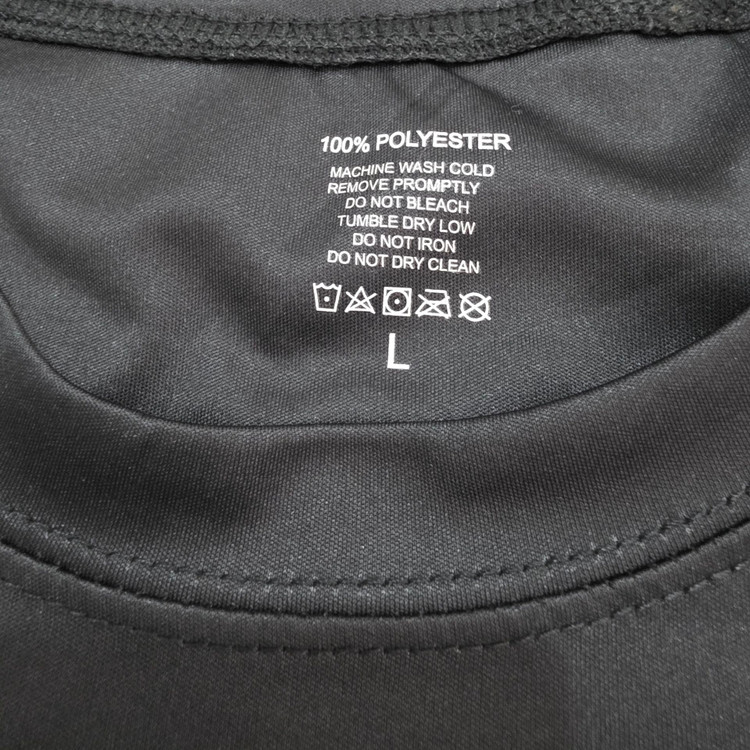 100% POLYESTER
MACHINE WASH COLD
REMOVE PROMPTLY
DO NOT BLEACH
TUMBLE DRY LOW
DO NOT IRON
DO NOT DRY CLEAN
L